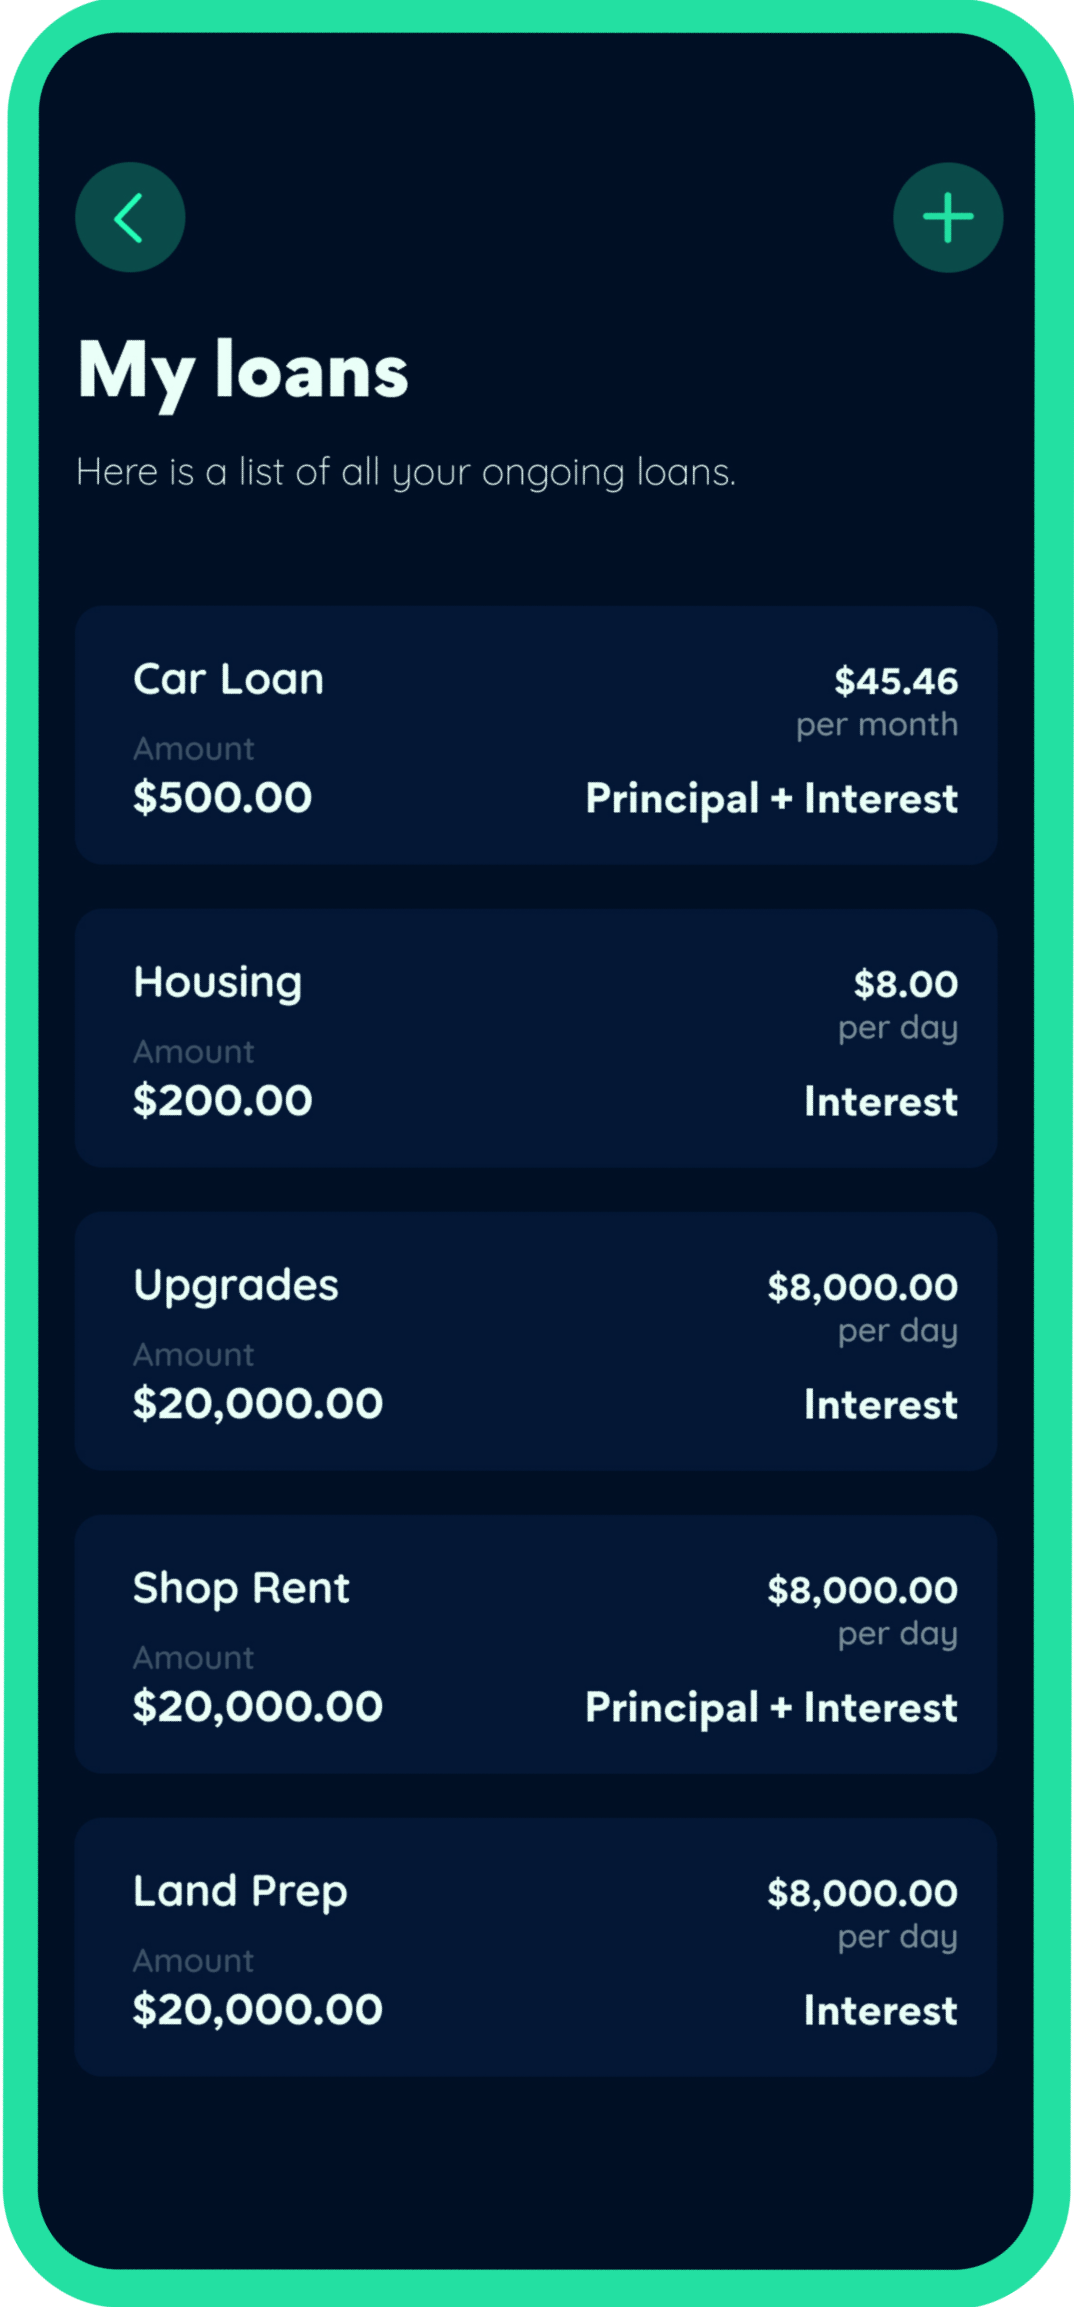 My loans
Here is a list of all your ongoing loans.
Car Loan
$45.46
per month
Amount
$500.00
Principal + Interest
Housing
$8.00
per day
Amount
$200.00
Interest
Upgrades
$8,000.00
per day
Amount
$20,000.00
Interest
Shop Rent
$8,000.00
per day
Amount
$20,000.00
Principal + Interest
Land Prep
$8,000.00
per day
Amount
$20,000.00
Interest